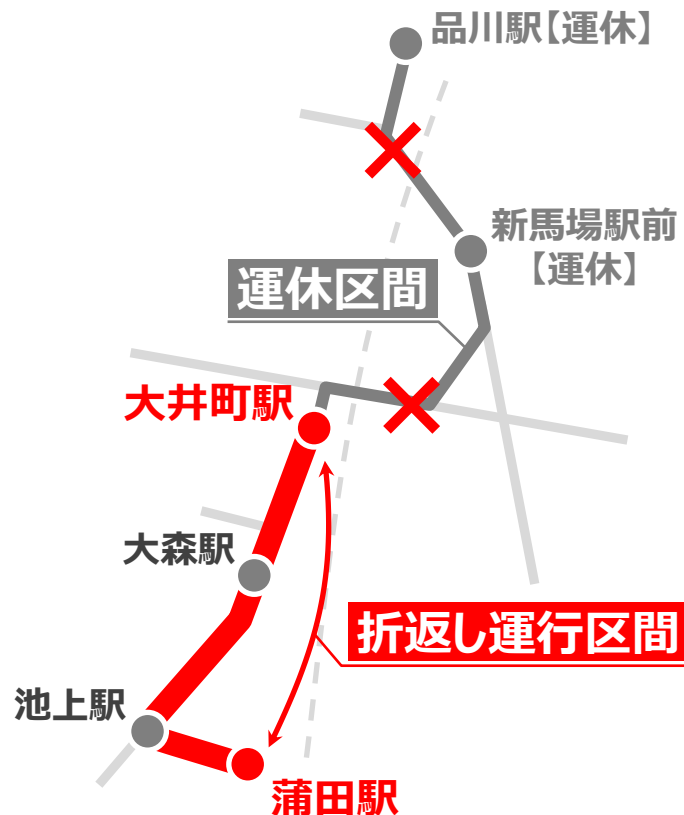 品川駅【運休】
新馬場駅前
【運休】
運休区間
大井町駅
大森駅
折返し運行区間
池上駅
蒲田駅